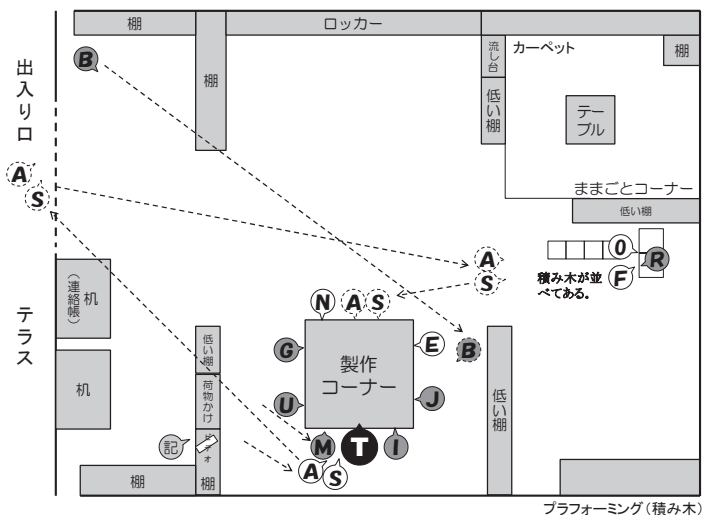 棚
ロッカー
棚
流し台
カーペット
棚
B
棚
低い棚
テーブル
出入り口
A
S
ままごとコーナー
低い棚
A
S
O
F
R
積み木が並
べてある。
机
(連絡帳)
テラス
N
A
S
G
E
B
製作
コーナー
低い棚
机
荷物かけ
U
J
低い棚
記
ビデオ
M
T
I
A
S
棚
棚
プラフォーミング(積み木)